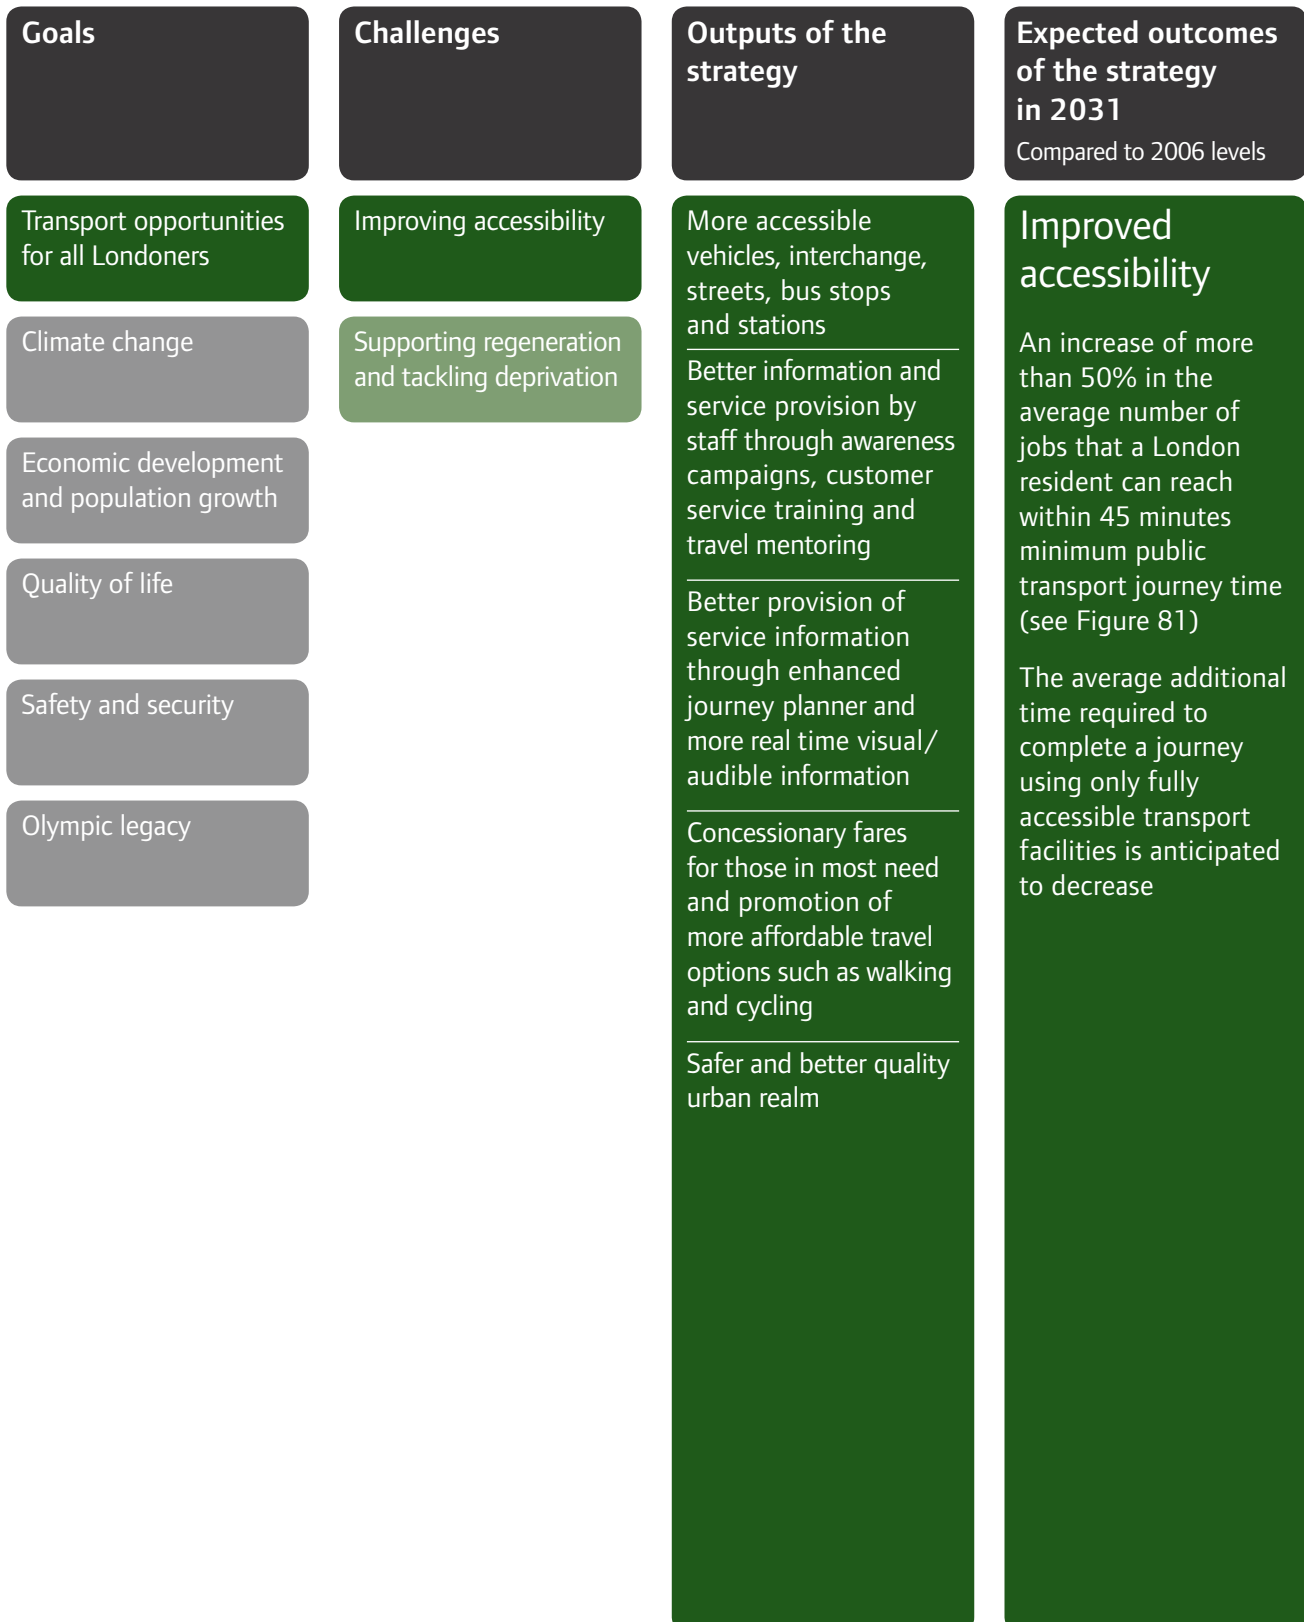 Goals
Transport opportunities
for all Londoners
Climate change
Economic development
and population growth
Quality of life
Safety and security
Olympic legacy
Challenges
Improving accessibility
Supporting regeneration
and tackling deprivation
Outputs of the
strategy
More accessible
vehicles, interchange,
streets, bus stops
and stations
Better information and
service provision by
staff through awareness
campaigns, customer
service training and
travel mentoring
Better provision of
service information
through enhanced
journey planner and
more real time visual/
audible information
Concessionary fares
for those in most need
and promotion of
more affordable travel
options such as walking
and cycling
Safer and better quality
urban realm
Expected outcomes
of the strategy
in 2031
Compared to 2006 levels
Improved
accessibility
An increase of more
than 50% in the
average number of
jobs that a London
resident can reach
within 45 minutes
minimum public
transport journey time
(see Figure 81)
The average additional
time required to
complete a journey
using only fully
accessible transport
facilities is anticipated
to decrease